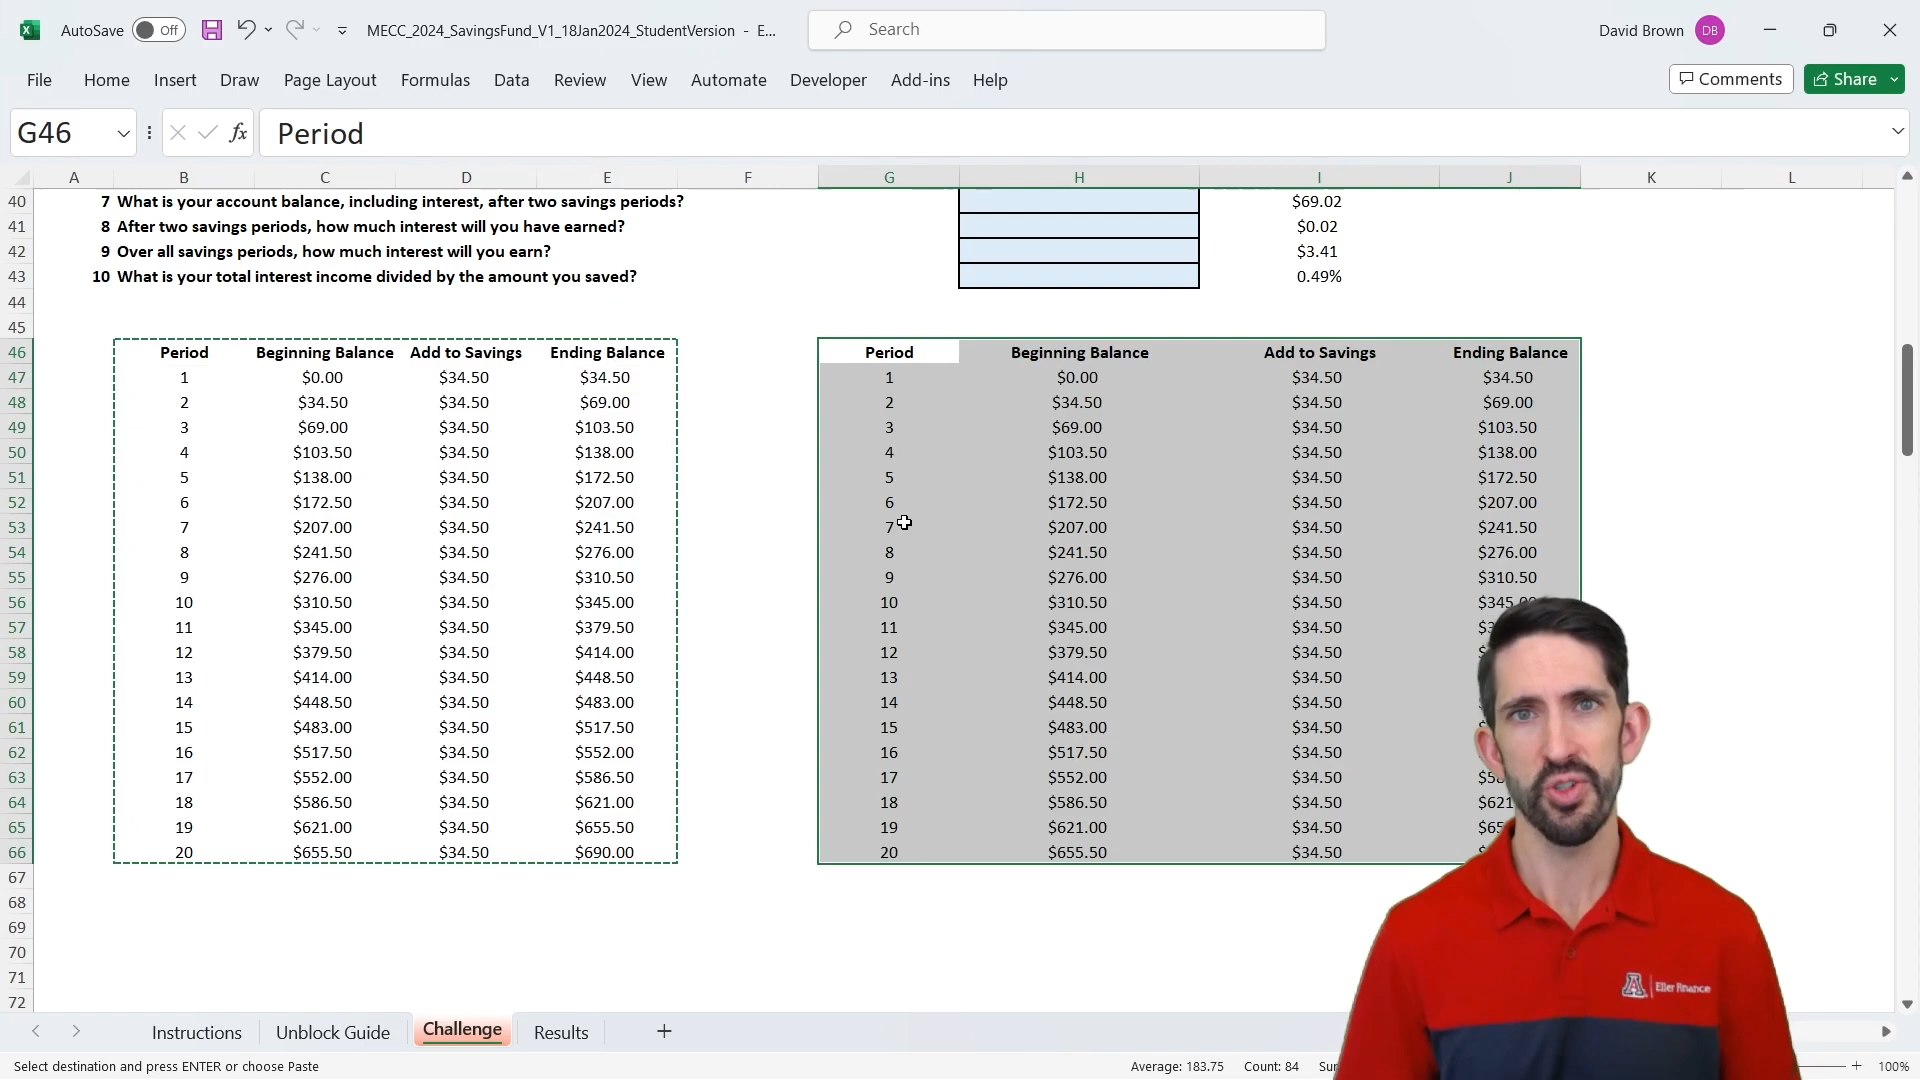 AutoSave Off MECC_2024_SavingsFund_V1_18Jan2024_StudentVersion - E... Search David Brown DB
File Home Insert Draw Page Layout Formulas Data Review View Automate Developer Add-ins Help Comments Share
G46 fx Period
A B C D E F G H I J K L
40 7 What is your account balance, including interest, after two savings periods? $69.02
41 8 After two savings periods, how much interest will you have earned? $0.02
42 9 Over all savings periods, how much interest will you earn? $3.41
43 10 What is your total interest income divided by the amount you saved? 0.49%
44
45
46 Period Beginning Balance Add to Savings Ending Balance Period Beginning Balance Add to Savings Ending Balance
47 1 $0.00 $34.50 $34.50 1 $0.00 $34.50 $34.50
48 2 $34.50 $34.50 $69.00 2 $34.50 $34.50 $69.00
49 3 $69.00 $34.50 $103.50 3 $69.00 $34.50 $103.50
50 4 $103.50 $34.50 $138.00 4 $103.50 $34.50 $138.00
51 5 $138.00 $34.50 $172.50 5 $138.00 $34.50 $172.50
52 6 $172.50 $34.50 $207.00 6 $172.50 $34.50 $207.00
53 7 $207.00 $34.50 $241.50 7 $207.00 $34.50 $241.50
54 8 $241.50 $34.50 $276.00 8 $241.50 $34.50 $276.00
55 9 $276.00 $34.50 $310.50 9 $276.00 $34.50 $310.50
56 10 $310.50 $34.50 $345.00 10 $310.50 $34.50
57 11 $345.00 $34.50 $379.50 11 $345.00 $34.50
58 12 $379.50 $34.50 $414.00 12 $379.50 $34.50
59 13 $414.00 $34.50 $448.50 13 $414.00 $34.50
60 14 $448.50 $34.50 $483.00 14 $448.50 $34.50
61 15 $483.00 $34.50 $517.50 15 $483.00 $34.50
62 16 $517.50 $34.50 $552.00 16 $517.50 $34.50
63 17 $552.00 $34.50 $586.50 17 $552.00 $34.50
64 18 $586.50 $34.50 $621.00 18 $586.50 $34.50 $621
65 19 $621.00 $34.50 $655.50 19 $621.00 $34.50
66 20 $655.50 $34.50 $690.00 20 $655.50 $34.50
67
68
69
70
71
72
A Eller Finance
Instructions Unblock Guide Challenge Results
Select destination and press ENTER or choose Paste Average: 183.75 Count: 84 100%